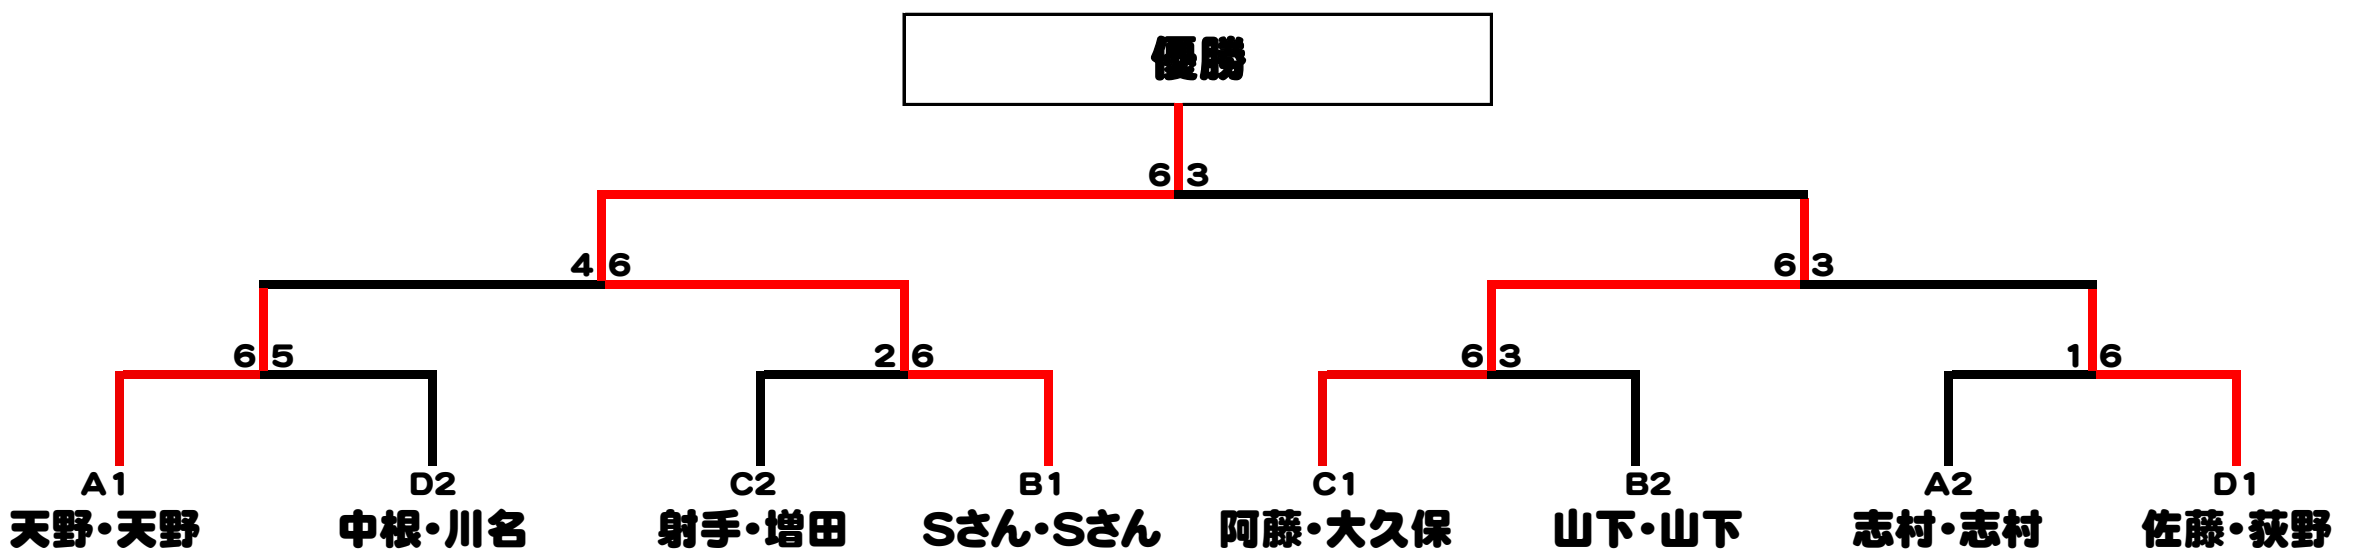 優勝
6 3
4 6 6 3
6 5 2 6 6 3 1 6
A1 D2 C2 B1 C1 B2 A2 D1
天野・天野 中根・川名 射手・増田 Sさん・Sさん 阿藤・大久保 山下・山下 志村・志村 佐藤・荻野